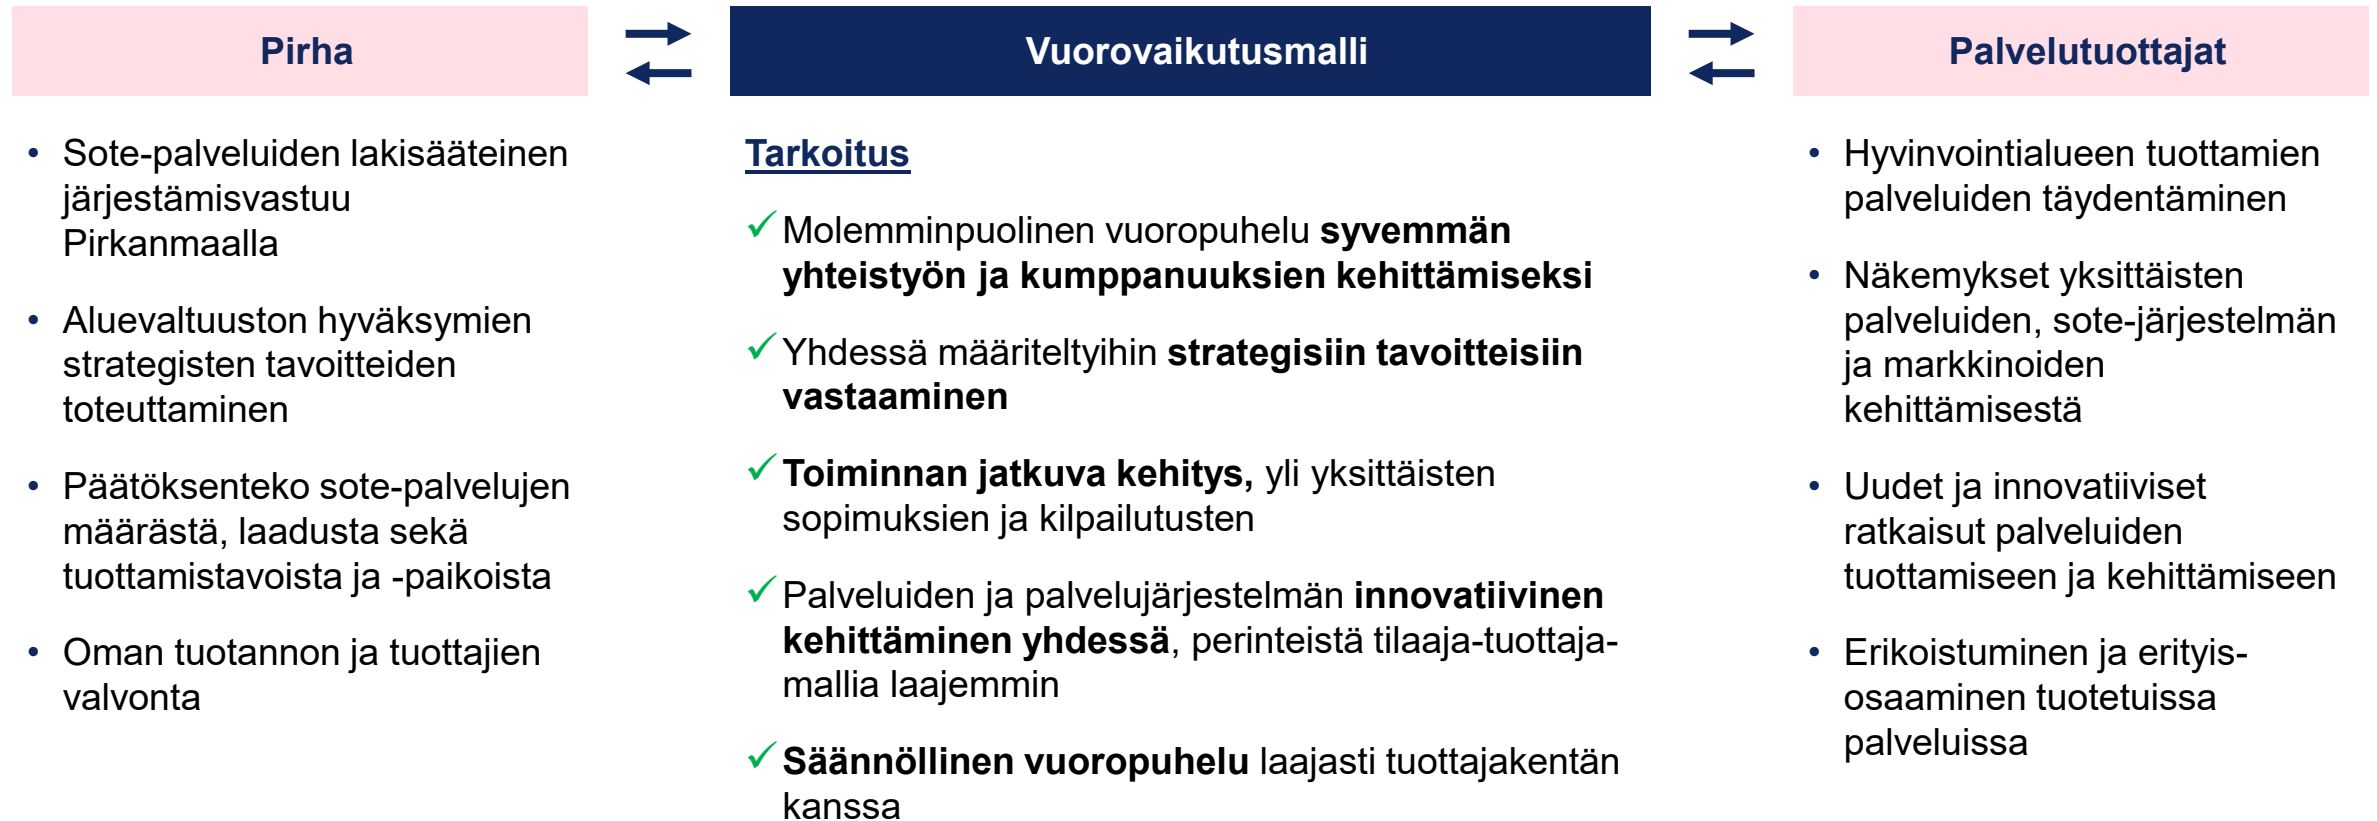 Pirha
• Sote-palveluiden lakisääteinen
järjestämisvastuu
Pirkanmaalla
• Aluevaltuuston hyväksymien
strategisten tavoitteiden
toteuttaminen
• Päätöksenteko sote-palvelujen
määrästä, laadusta sekä
tuottamistavoista ja -paikoista
• Oman tuotannon ja tuottajien
valvonta
Vuorovaikutusmalli
Tarkoitus
✓ Molemminpuolinen vuoropuhelu syvemmän
yhteistyön ja kumppanuuksien kehittämiseksi
✓ Yhdessä määriteltyihin strategisiin tavoitteisiin
vastaaminen
✓ Toiminnan jatkuva kehitys, yli yksittäisten
sopimuksien ja kilpailutusten
✓ Palveluiden ja palvelujärjestelmän innovatiivinen
kehittäminen yhdessä, perinteistä tilaaja-tuottaja-
mallia laajemmin
✓ Säännöllinen vuoropuhelu laajasti tuottajakentän
kanssa
Palvelutuottajat
• Hyvinvointialueen tuottamien
palveluiden täydentäminen
• Näkemykset yksittäisten
palveluiden, sote-järjestelmän
ja markkinoiden
kehittämisestä
• Uudet ja innovatiiviset
ratkaisut palveluiden
tuottamiseen ja kehittämiseen
• Erikoistuminen ja erityis-
osaaminen tuotetuissa
palveluissa